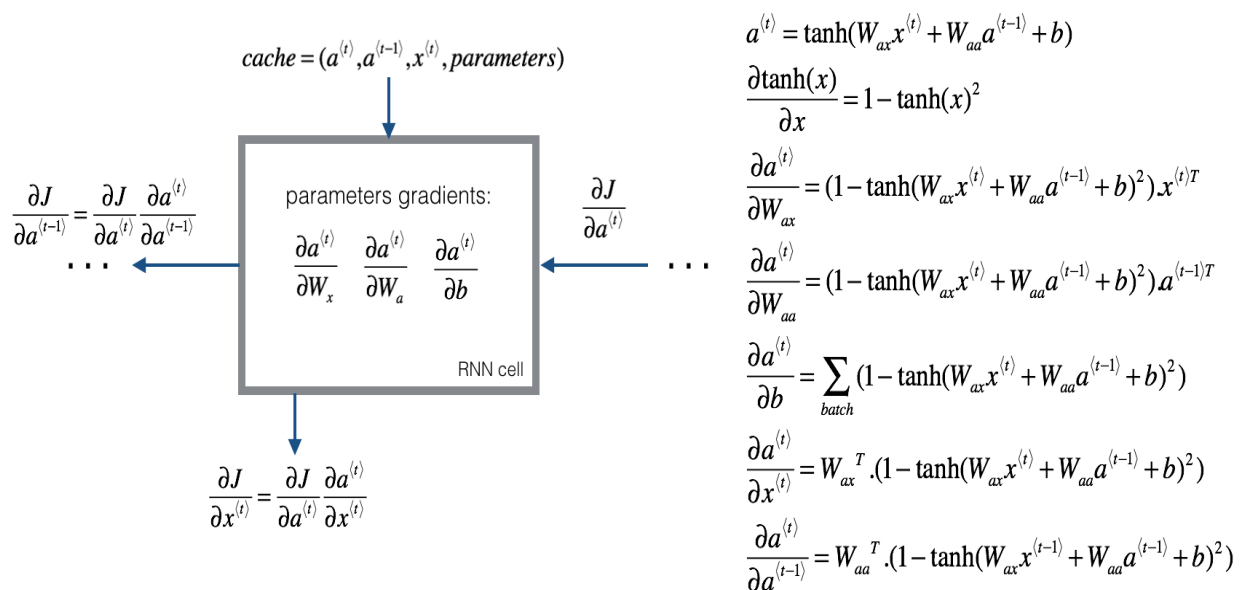 cache = (a^⟨t⟩, a^⟨t−1⟩, x^⟨t⟩, parameters)
∂J/∂a^⟨t−1⟩ = ∂J/∂a^⟨t⟩ ∂a^⟨t⟩/∂a^⟨t−1⟩
. . .
parameters gradients:
∂a^⟨t⟩/∂W_x ∂a^⟨t⟩/∂W_a ∂a^⟨t⟩/∂b
RNN cell
∂J/∂a^⟨t⟩
. . .
∂J/∂x^⟨t⟩ = ∂J/∂a^⟨t⟩ ∂a^⟨t⟩/∂x^⟨t⟩
a^⟨t⟩ = tanh(W_ax x^⟨t⟩ + W_aa a^⟨t−1⟩ + b)
∂tanh(x)/∂x = 1 − tanh(x)^2
∂a^⟨t⟩/∂W_ax = (1 − tanh(W_ax x^⟨t⟩ + W_aa a^⟨t−1⟩ + b)^2).x^⟨t⟩T
∂a^⟨t⟩/∂W_aa = (1 − tanh(W_ax x^⟨t⟩ + W_aa a^⟨t−1⟩ + b)^2).a^⟨t−1⟩T
∂a^⟨t⟩/∂b = ∑_batch (1 − tanh(W_ax x^⟨t⟩ + W_aa a^⟨t−1⟩ + b)^2)
∂a^⟨t⟩/∂x^⟨t⟩ = W_ax^T .(1 − tanh(W_ax x^⟨t⟩ + W_aa a^⟨t−1⟩ + b)^2)
∂a^⟨t⟩/∂a^⟨t−1⟩ = W_aa^T .(1 − tanh(W_ax x^⟨t−1⟩ + W_aa a^⟨t−1⟩ + b)^2)